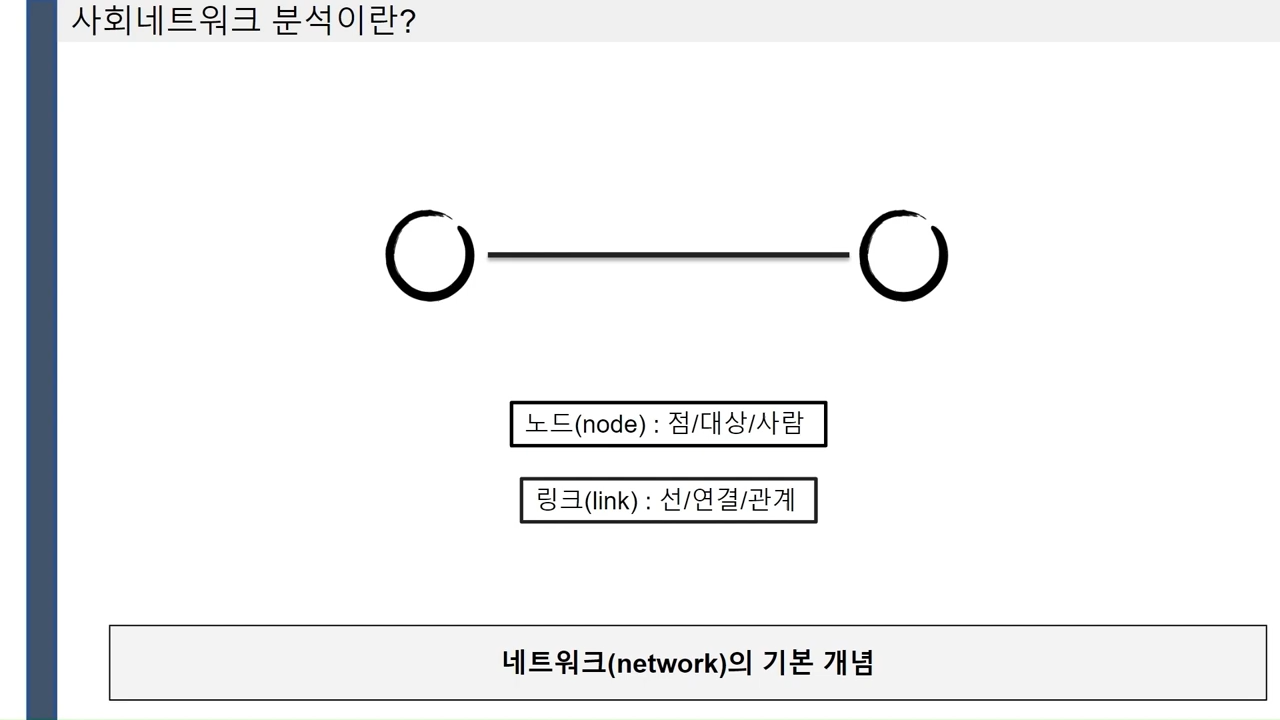 사회네트워크 분석이란?
노드(node) : 점/대상/사람
링크(link) : 선/연결/관계
네트워크(network)의 기본 개념